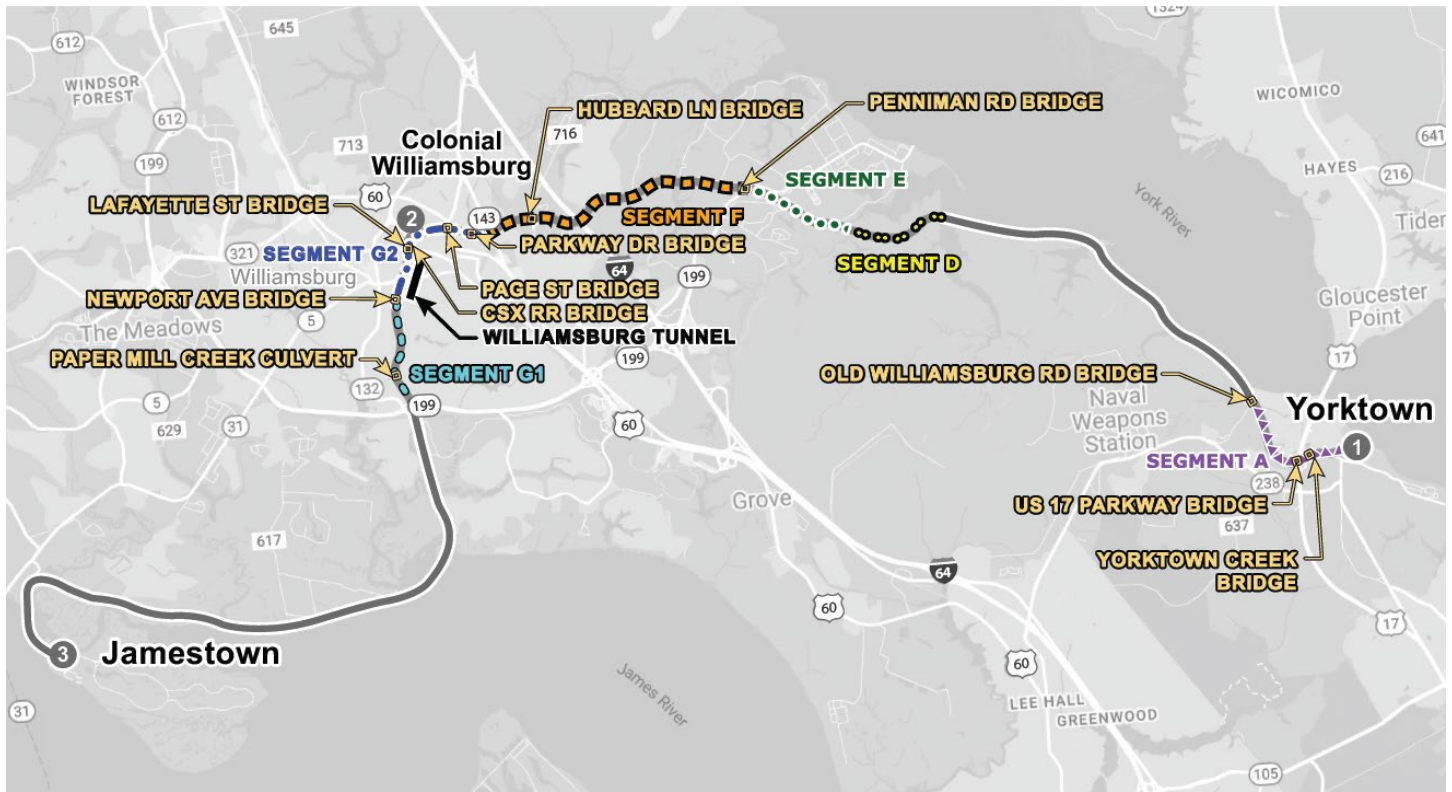 1324
645
612
WINDSOR
FOREST
WICOMICO
HUBBARD LN BRIDGE
PENNIMAN RD BRIDGE
612
716
641
713
Colonial
Williamsburg
199
HAYES
216
60
SEGMENT E
LAFAYETTE ST BRIDGE
2
143
SEGMENT F
York River
PARKWAY DR BRIDGE
321
SEGMENT G2
Williamsburg
64
199
SEGMENT D
PAGE ST BRIDGE
NEWPORT AVE BRIDGE
CSX RR BRIDGE
Gloucester
Point
5
The Meadows
WILLIAMSBURG TUNNEL
17
PAPER MILL CREEK CULVERT
199
SEGMENT G1
OLD WILLIAMSBURG RD BRIDGE
132
5
199
Naval
Weapons
Station
Yorktown
60
629
31
60
1
SEGMENT A
238
Grove
US 17 PARKWAY BRIDGE
637
617
YORKTOWN CREEK
BRIDGE
64
60
17
3
Jamestown
James River
60
31
LEE HALL
GREENWOOD
105